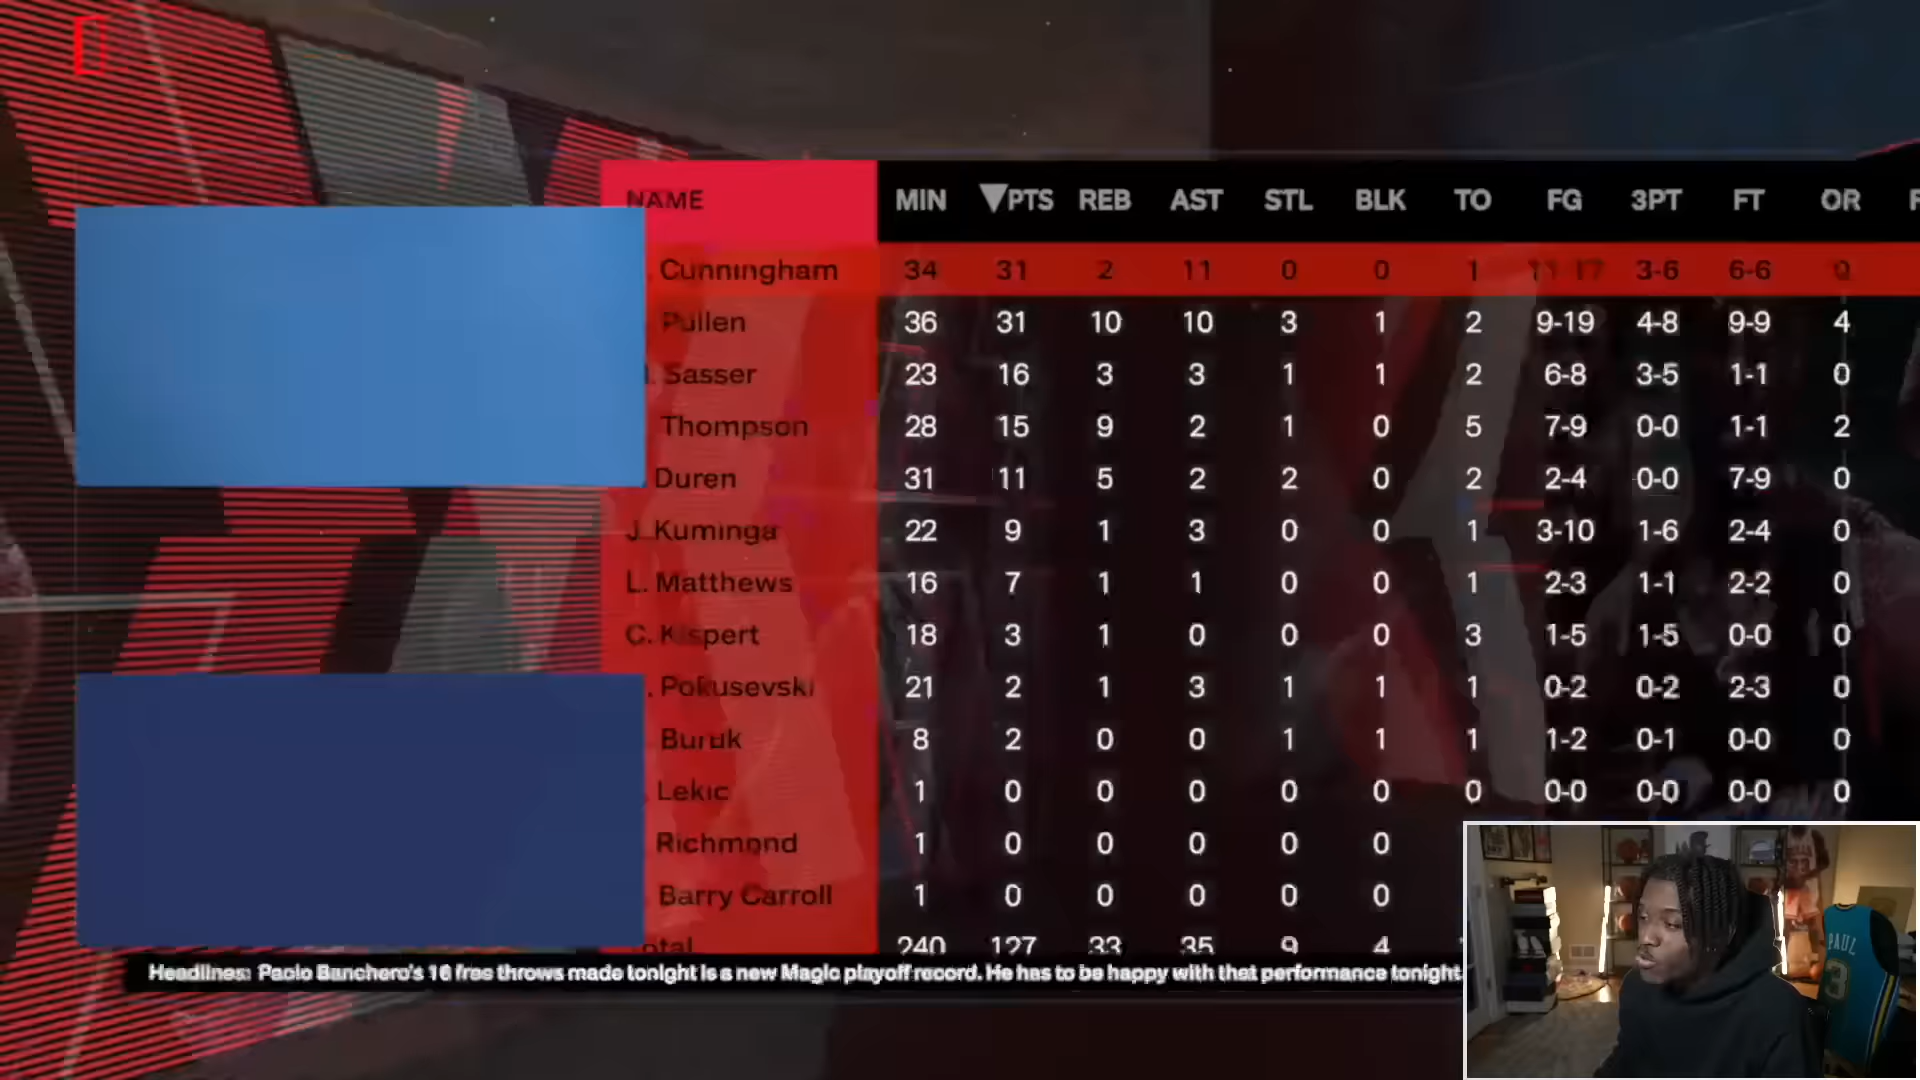 NAME MIN PTS REB AST STL BLK TO FG 3PT FT OR
Cunningham 34 31 2 11 0 0 1 11-17 3-6 6-6 0
Pullen 36 31 10 10 3 1 2 9-19 4-8 9-9 4
Sasser 23 16 3 3 1 1 2 6-8 3-5 1-1 0
Thompson 28 15 9 2 1 0 5 7-9 0-0 1-1 2
Duren 31 11 5 2 2 0 2 2-4 0-0 7-9 0
J. Kuminga 22 9 1 3 0 0 1 3-10 1-6 2-4 0
L. Matthews 16 7 1 1 0 0 1 2-3 1-1 2-2 0
C. Kispert 18 3 1 0 0 0 3 1-5 1-5 0-0 0
. Pokusevski 21 2 1 3 1 1 1 0-2 0-2 2-3 0
8 2 0 0 1 1 1 1-2 0-1 0-0 0
Lekic 1 0 0 0 0 0 0 0-0 0-0 0-0 0
Richmond 1 0 0 0 0 0
Barry Carroll 1 0 0 0 0 0
otal 240 127 33 35 9 4
Headlines: Paolo Banchero's 16 free throws made tonight is a new Magic playoff record. He has to be happy with that performance tonight.
PAUL
3